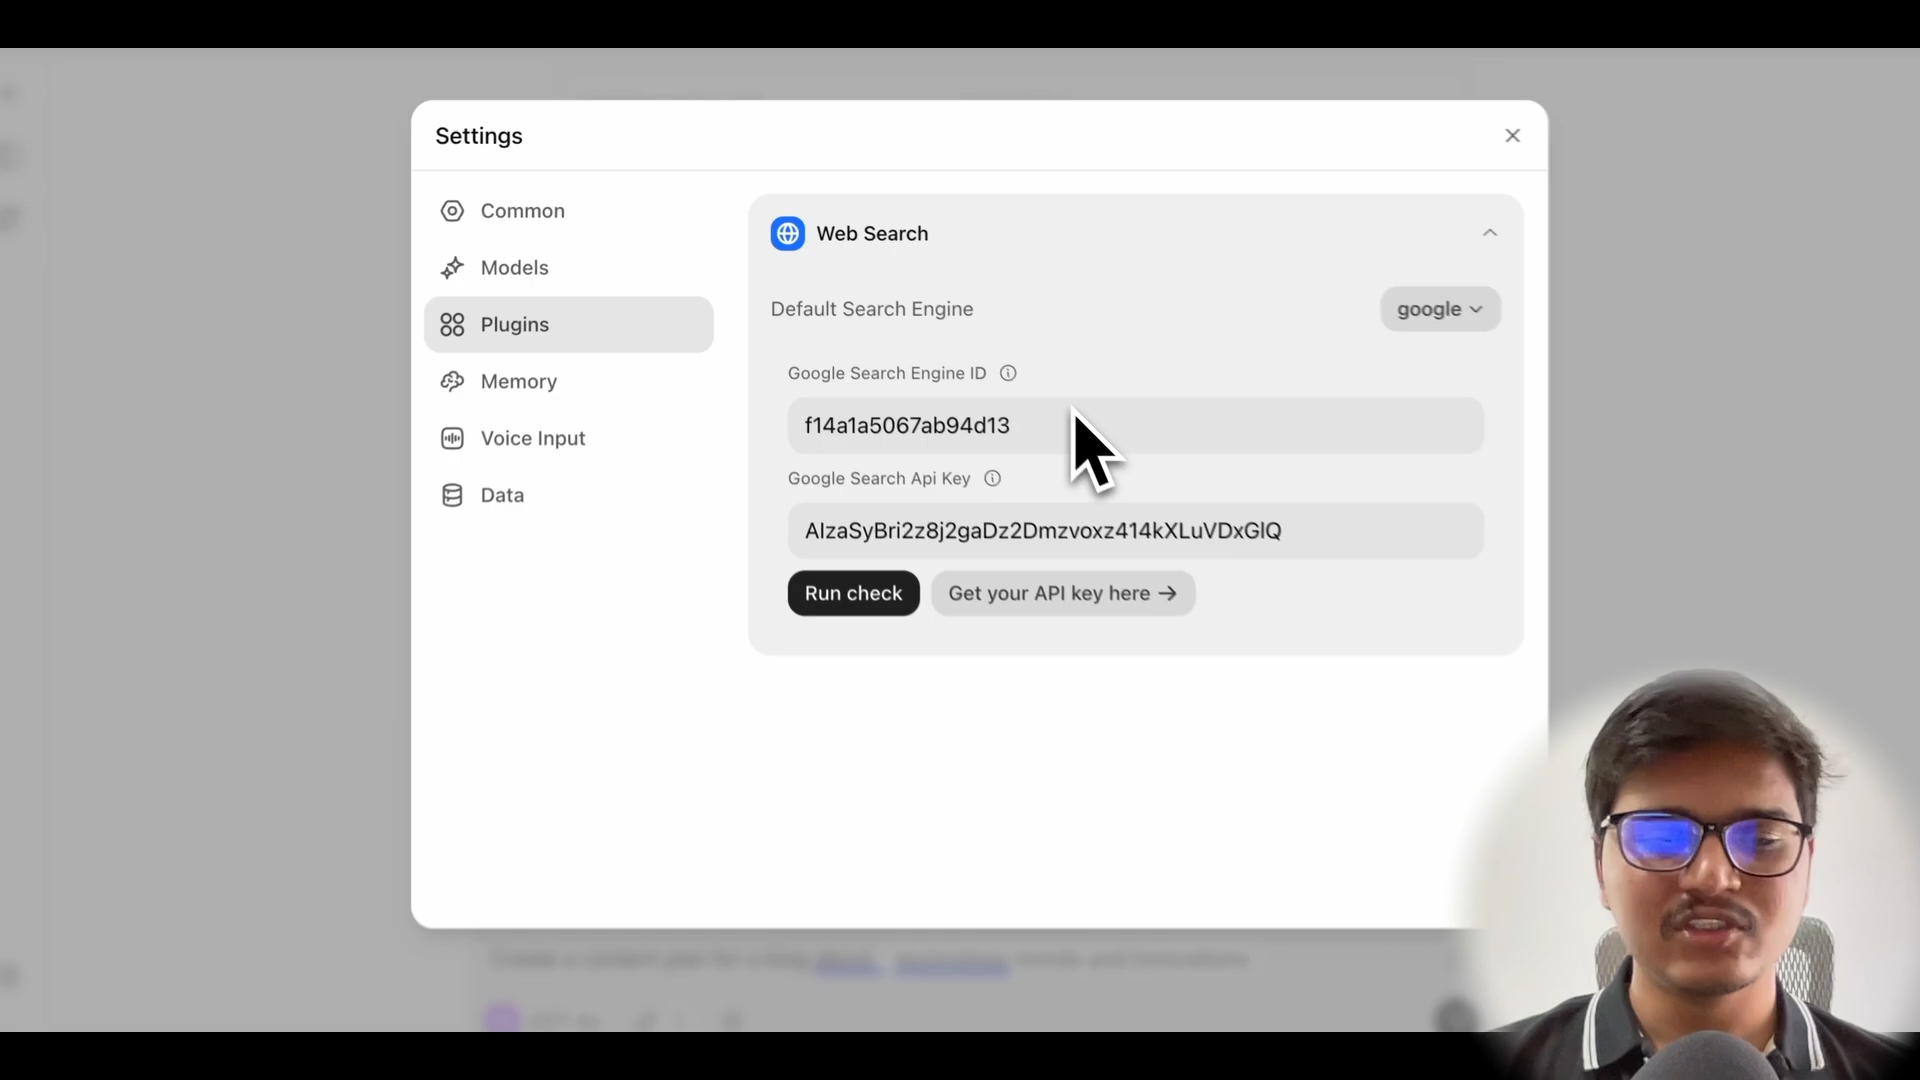 Settings
Common
Models
Plugins
Memory
Voice Input
Data
Web Search
Default Search Engine
google
Google Search Engine ID
f14a1a5067ab94d13
Google Search Api Key
AIzaSyBri2z8j2gaDz2Dmzvoxz414kXLuVDxGlQ
Run check
Get your API key here →